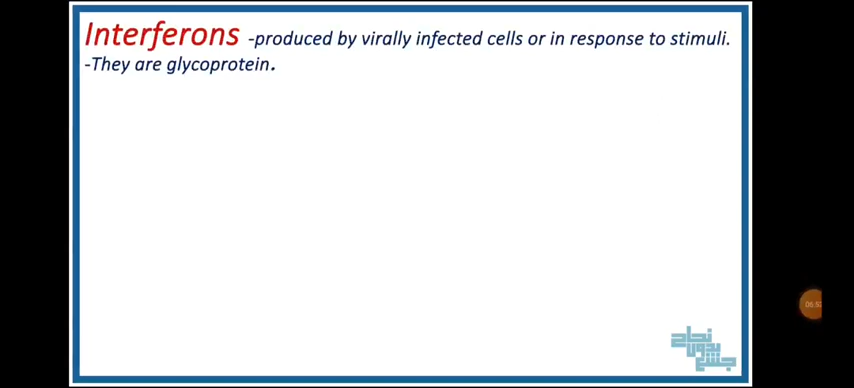 Interferons -produced by virally infected cells or in response to stimuli.
-They are glycoprotein.